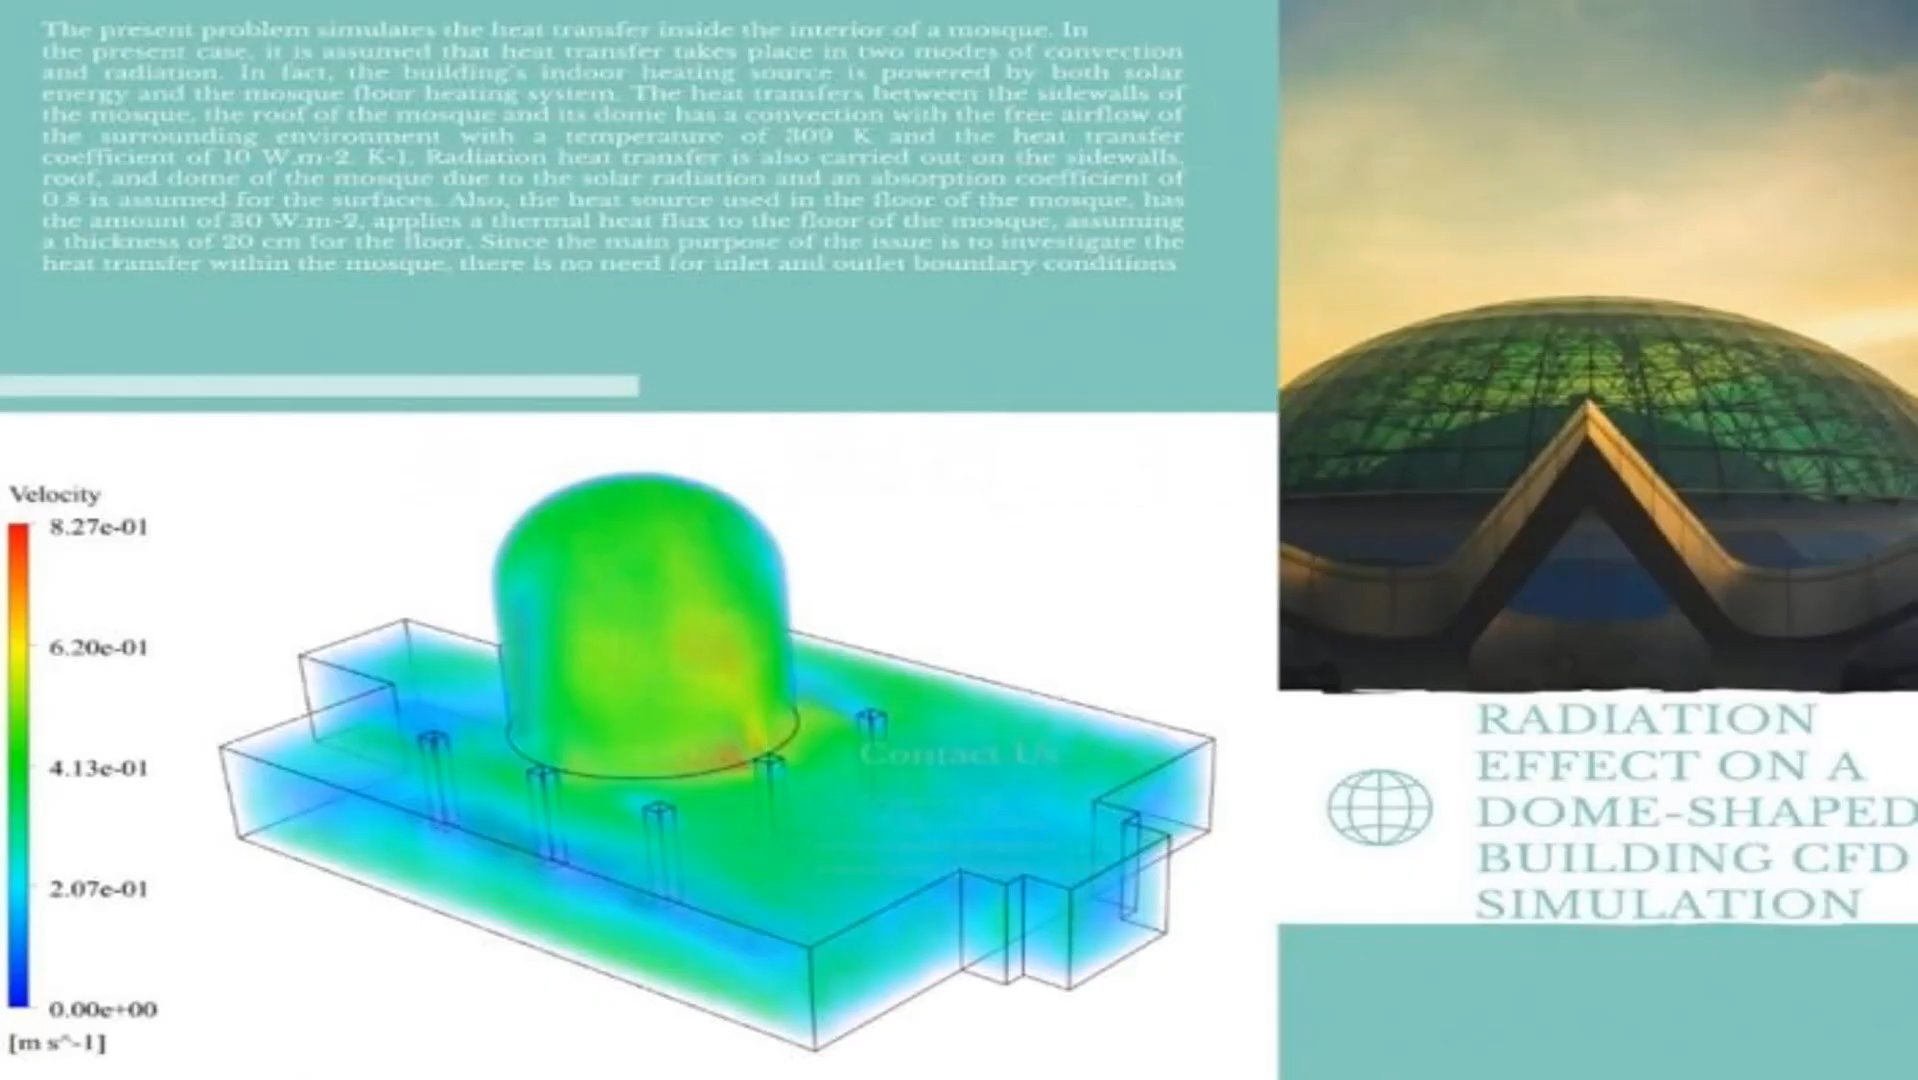 The present problem simulates the heat transfer inside the interior of a mosque. In
the present case, it is assumed that heat transfer takes place in two modes of convection
and radiation. In fact, the building's indoor heating source is powered by both solar
energy and the mosque floor heating system. The heat transfers between the sidewalls of
the mosque, the roof of the mosque and its dome has a convection with the free airflow of
the surrounding environment with a temperature of 309 K and the heat transfer
coefficient of 10 W.m-2. K-1. Radiation heat transfer is also carried out on the sidewalls,
roof, and dome of the mosque due to the solar radiation and an absorption coefficient of
0.8 is assumed for the surfaces. Also, the heat source used in the floor of the mosque, has
the amount of 30 W.m-2, applies a thermal heat flux to the floor of the mosque, assuming
a thickness of 20 cm for the floor. Since the main purpose of the issue is to investigate the
heat transfer within the mosque, there is no need for inlet and outlet boundary conditions
Velocity
8.27e-01
6.20e-01
4.13e-01
2.07e-01
0.00e+00
[m s^-1]
Contact Us
RADIATION
EFFECT ON A
DOME-SHAPED
BUILDING CFD
SIMULATION